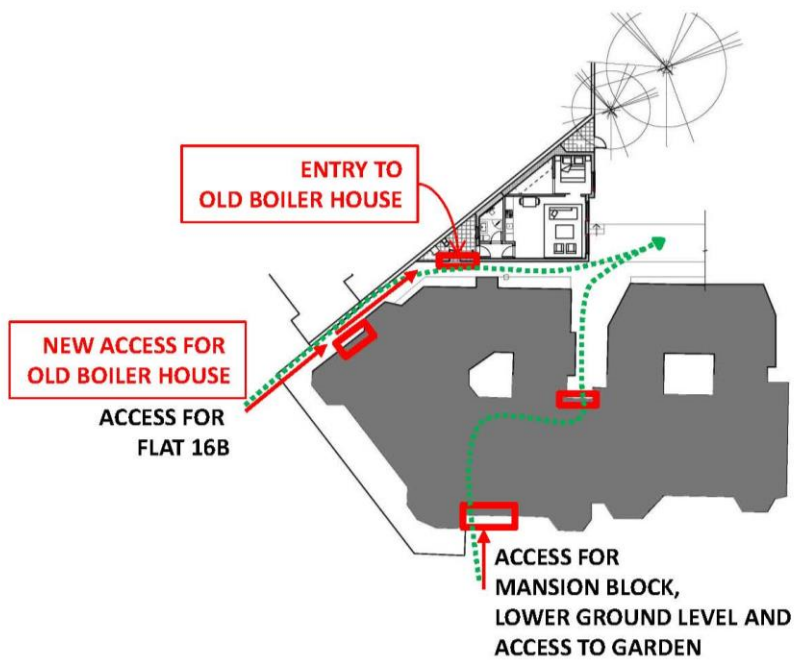 ENTRY TO
OLD BOILER HOUSE
NEW ACCESS FOR
OLD BOILER HOUSE
ACCESS FOR
FLAT 16B
ACCESS FOR
MANSION BLOCK,
LOWER GROUND LEVEL AND
ACCESS TO GARDEN